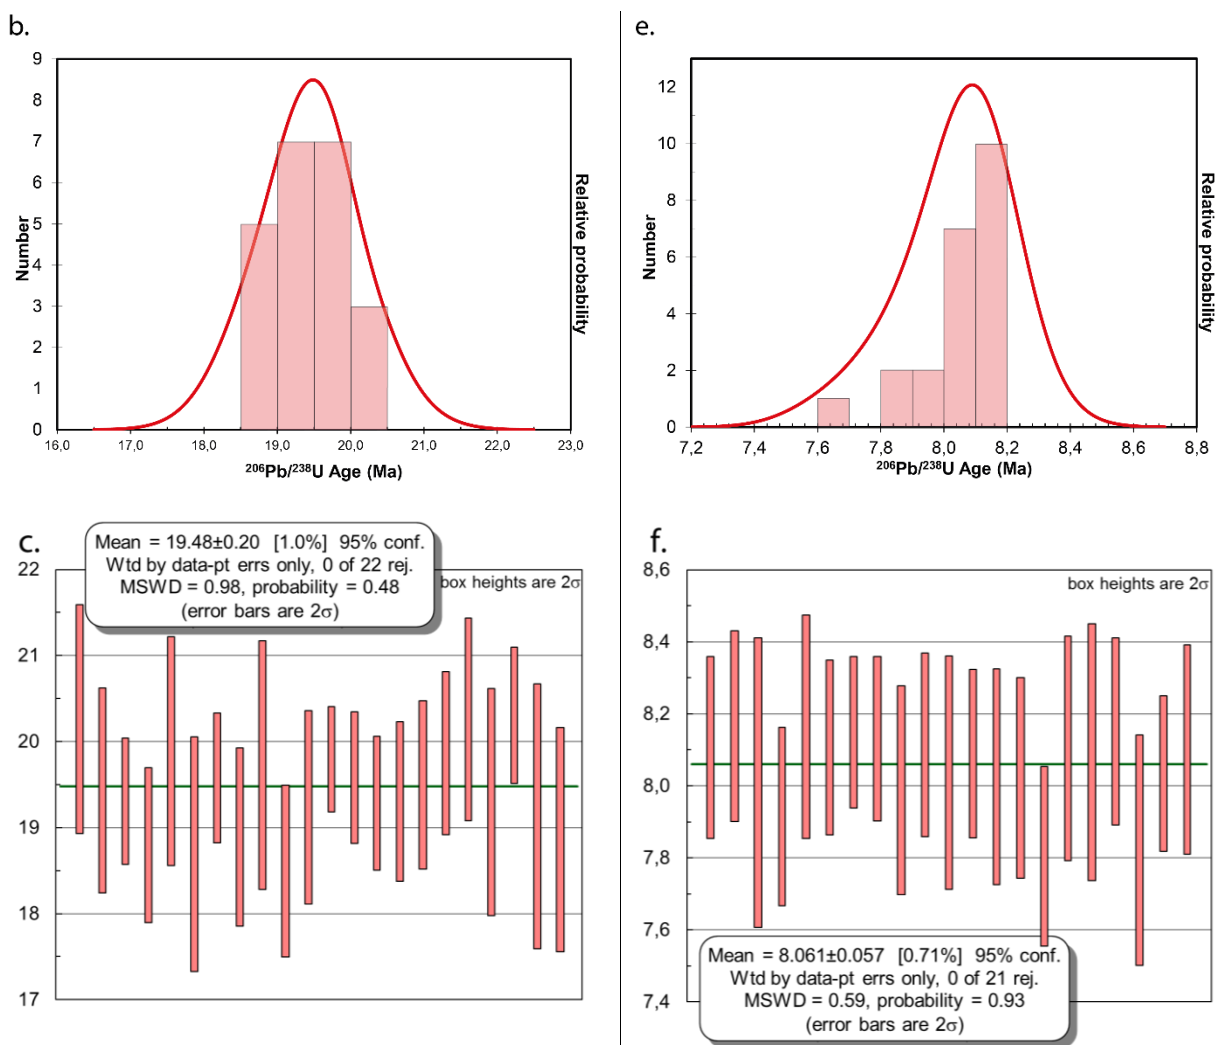 b.
9
8
7
6
5
4
3
2
1
0
Number
Relative probability
16,0 17,0 18,0 19,0 20,0 21,0 22,0 23,0
206Pb/238U Age (Ma)
e.
12
10
8
6
4
2
0
Number
Relative probability
7,2 7,4 7,6 7,8 8,0 8,2 8,4 8,6 8,8
206Pb/238U Age (Ma)
c.
Mean = 19.48±0.20 [1.0%] 95% conf.
Wtd by data-pt errs only, 0 of 22 rej.
MSWD = 0.98, probability = 0.48
(error bars are 2σ)
box heights are 2σ
22
21
20
19
18
17
f.
box heights are 2σ
8,6
8,4
8,2
8,0
7,8
7,6
7,4
Mean = 8.061±0.057 [0.71%] 95% conf.
Wtd by data-pt errs only, 0 of 21 rej.
MSWD = 0.59, probability = 0.93
(error bars are 2σ)